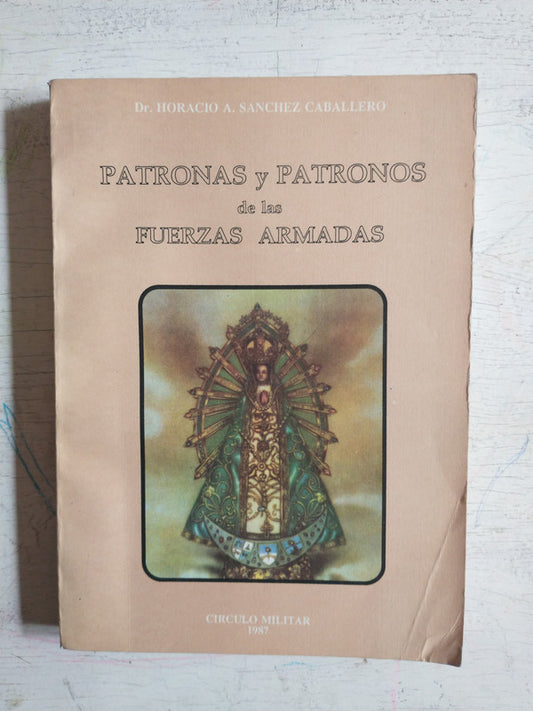 Dr. HORACIO A. SANCHEZ CABALLERO
PATRONAS y PATRONOS
de las
FUERZAS ARMADAS
CIRCULO MILITAR
1987